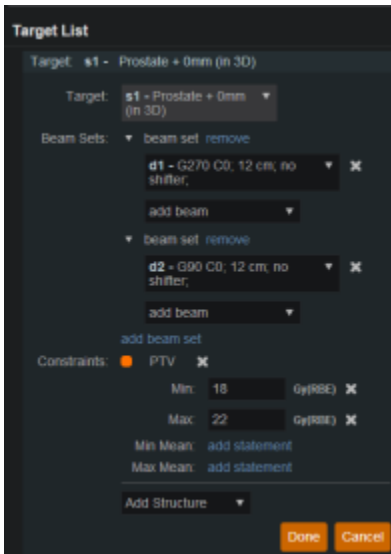 Target List
Target: s1 - Prostate + 0mm (in 3D)
Target: s1 - Prostate + 0mm
(in 3D)
Beam Sets: beam set remove
d1 - G270 C0; 12 cm; no
shifter;
add beam
beam set remove
d2 - G90 C0; 12 cm; no
shifter;
add beam
add beam set
Constraints: PTV
Min: 18 Gy(RBE)
Max: 22 Gy(RBE)
Min Mean: add statement
Max Mean: add statement
Add Structure
Done Cancel